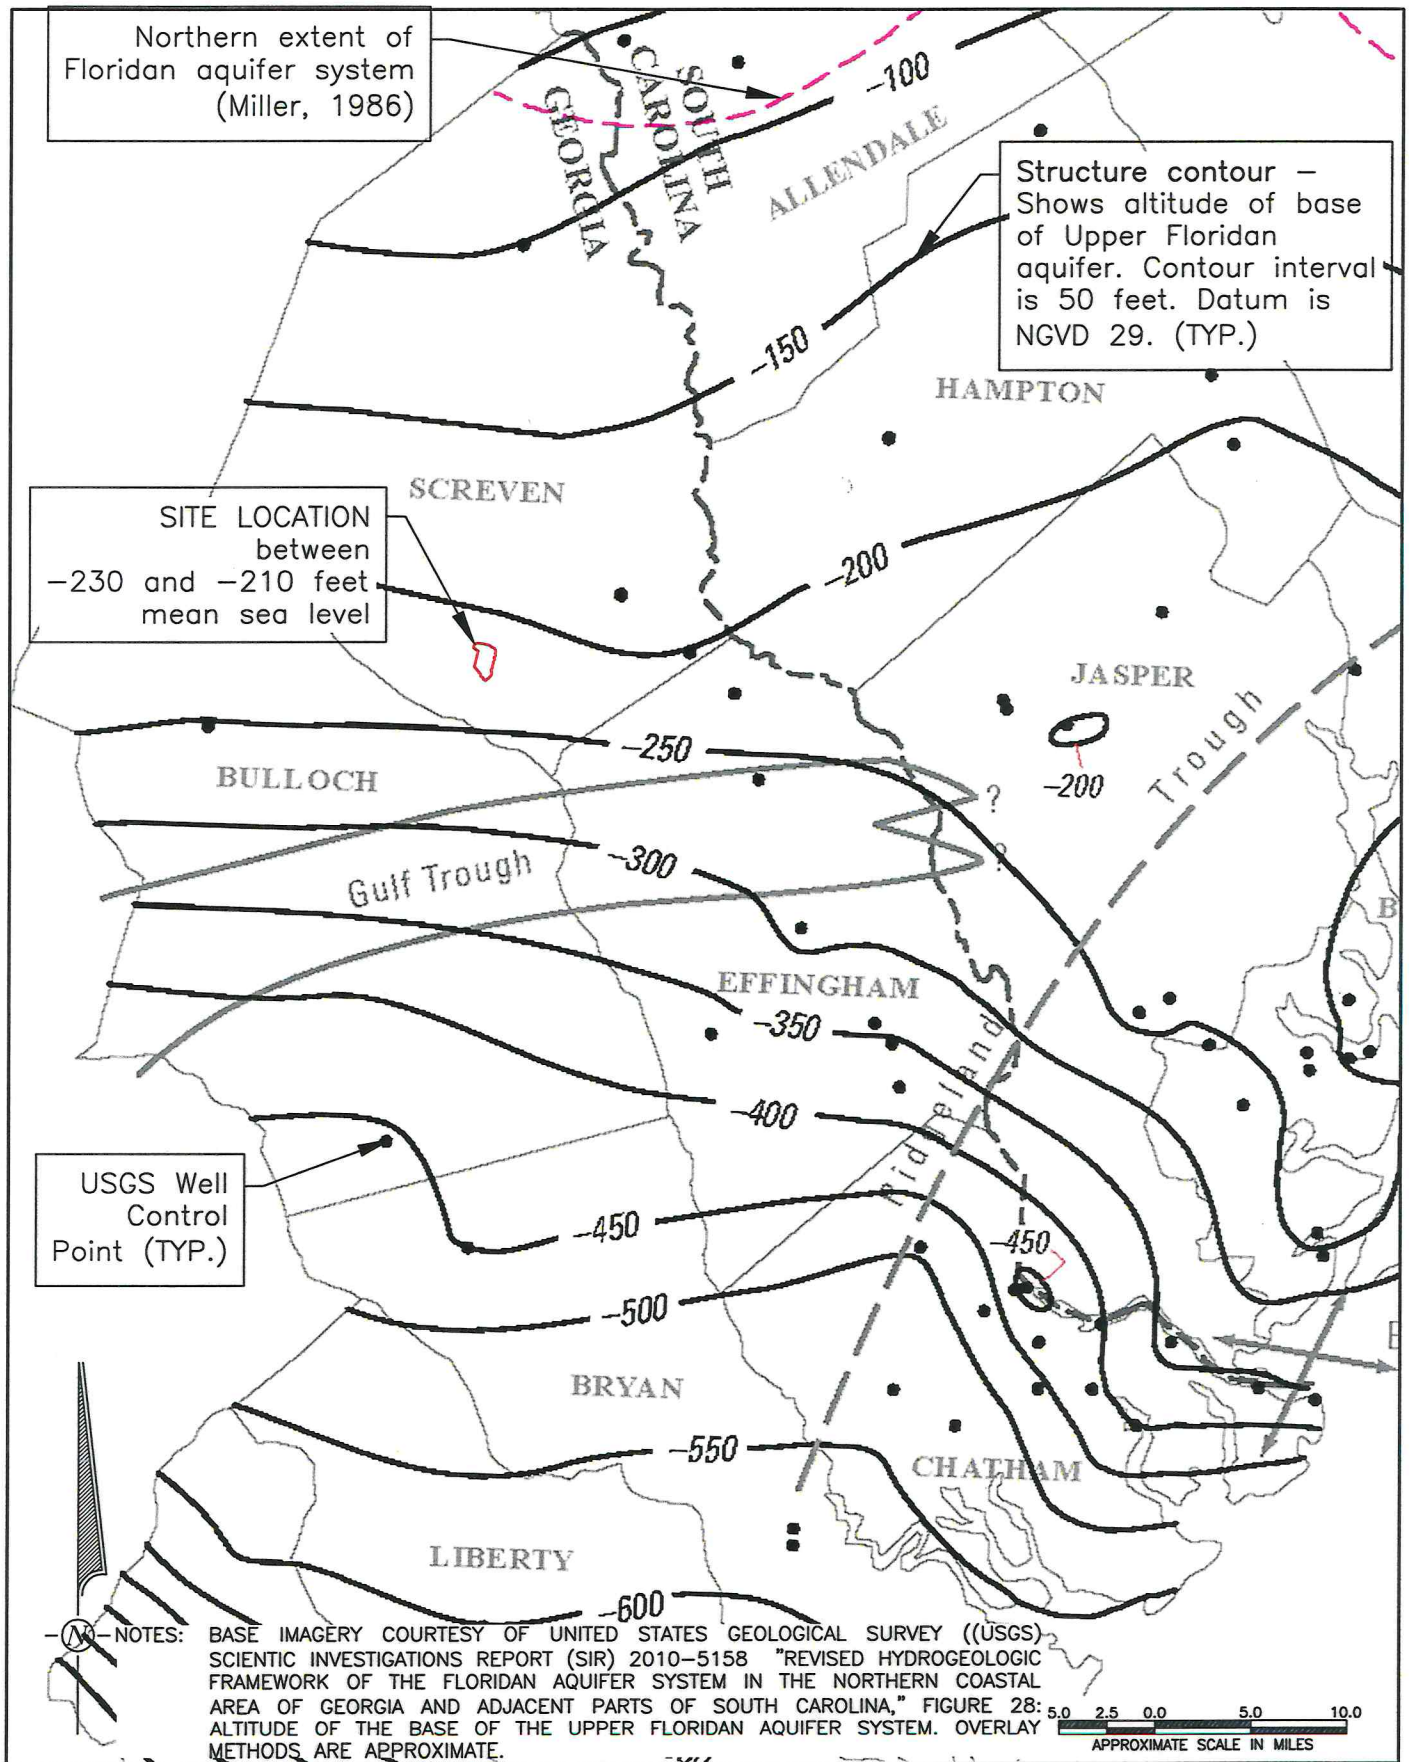 Northern extent of
Floridan aquifer system
(Miller, 1986)
SOUTH
CAROLINA
GEORGIA
-100
ALLENDALE
Structure contour –
Shows altitude of base
of Upper Floridan
aquifer. Contour interval
is 50 feet. Datum is
NGVD 29. (TYP.)
-150
HAMPTON
SCREVEN
SITE LOCATION
between
-230 and -210 feet
mean sea level
-200
JASPER
Trough
-250
BULLOCH
-200
?
?
-300
Gulf Trough
B
EFFINGHAM
-350
-400
USGS Well
Control
Point (TYP.)
-450
-450
-500
E
BRYAN
-550
CHATHAM
LIBERTY
-600
N
NOTES: BASE IMAGERY COURTESY OF UNITED STATES GEOLOGICAL SURVEY ((USGS)
SCIENTIC INVESTIGATIONS REPORT (SIR) 2010-5158 "REVISED HYDROGEOLOGIC
FRAMEWORK OF THE FLORIDAN AQUIFER SYSTEM IN THE NORTHERN COASTAL
AREA OF GEORGIA AND ADJACENT PARTS OF SOUTH CAROLINA," FIGURE 28:
ALTITUDE OF THE BASE OF THE UPPER FLORIDAN AQUIFER SYSTEM. OVERLAY
METHODS ARE APPROXIMATE.
5.0 2.5 0.0 5.0 10.0
APPROXIMATE SCALE IN MILES